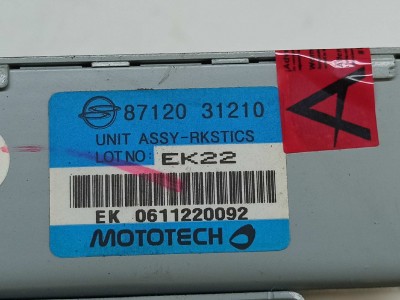 87120 31210
UNIT ASSY-RKSTICS
LOT NO: EK22
EK 0611220092
MOTOTECH
A